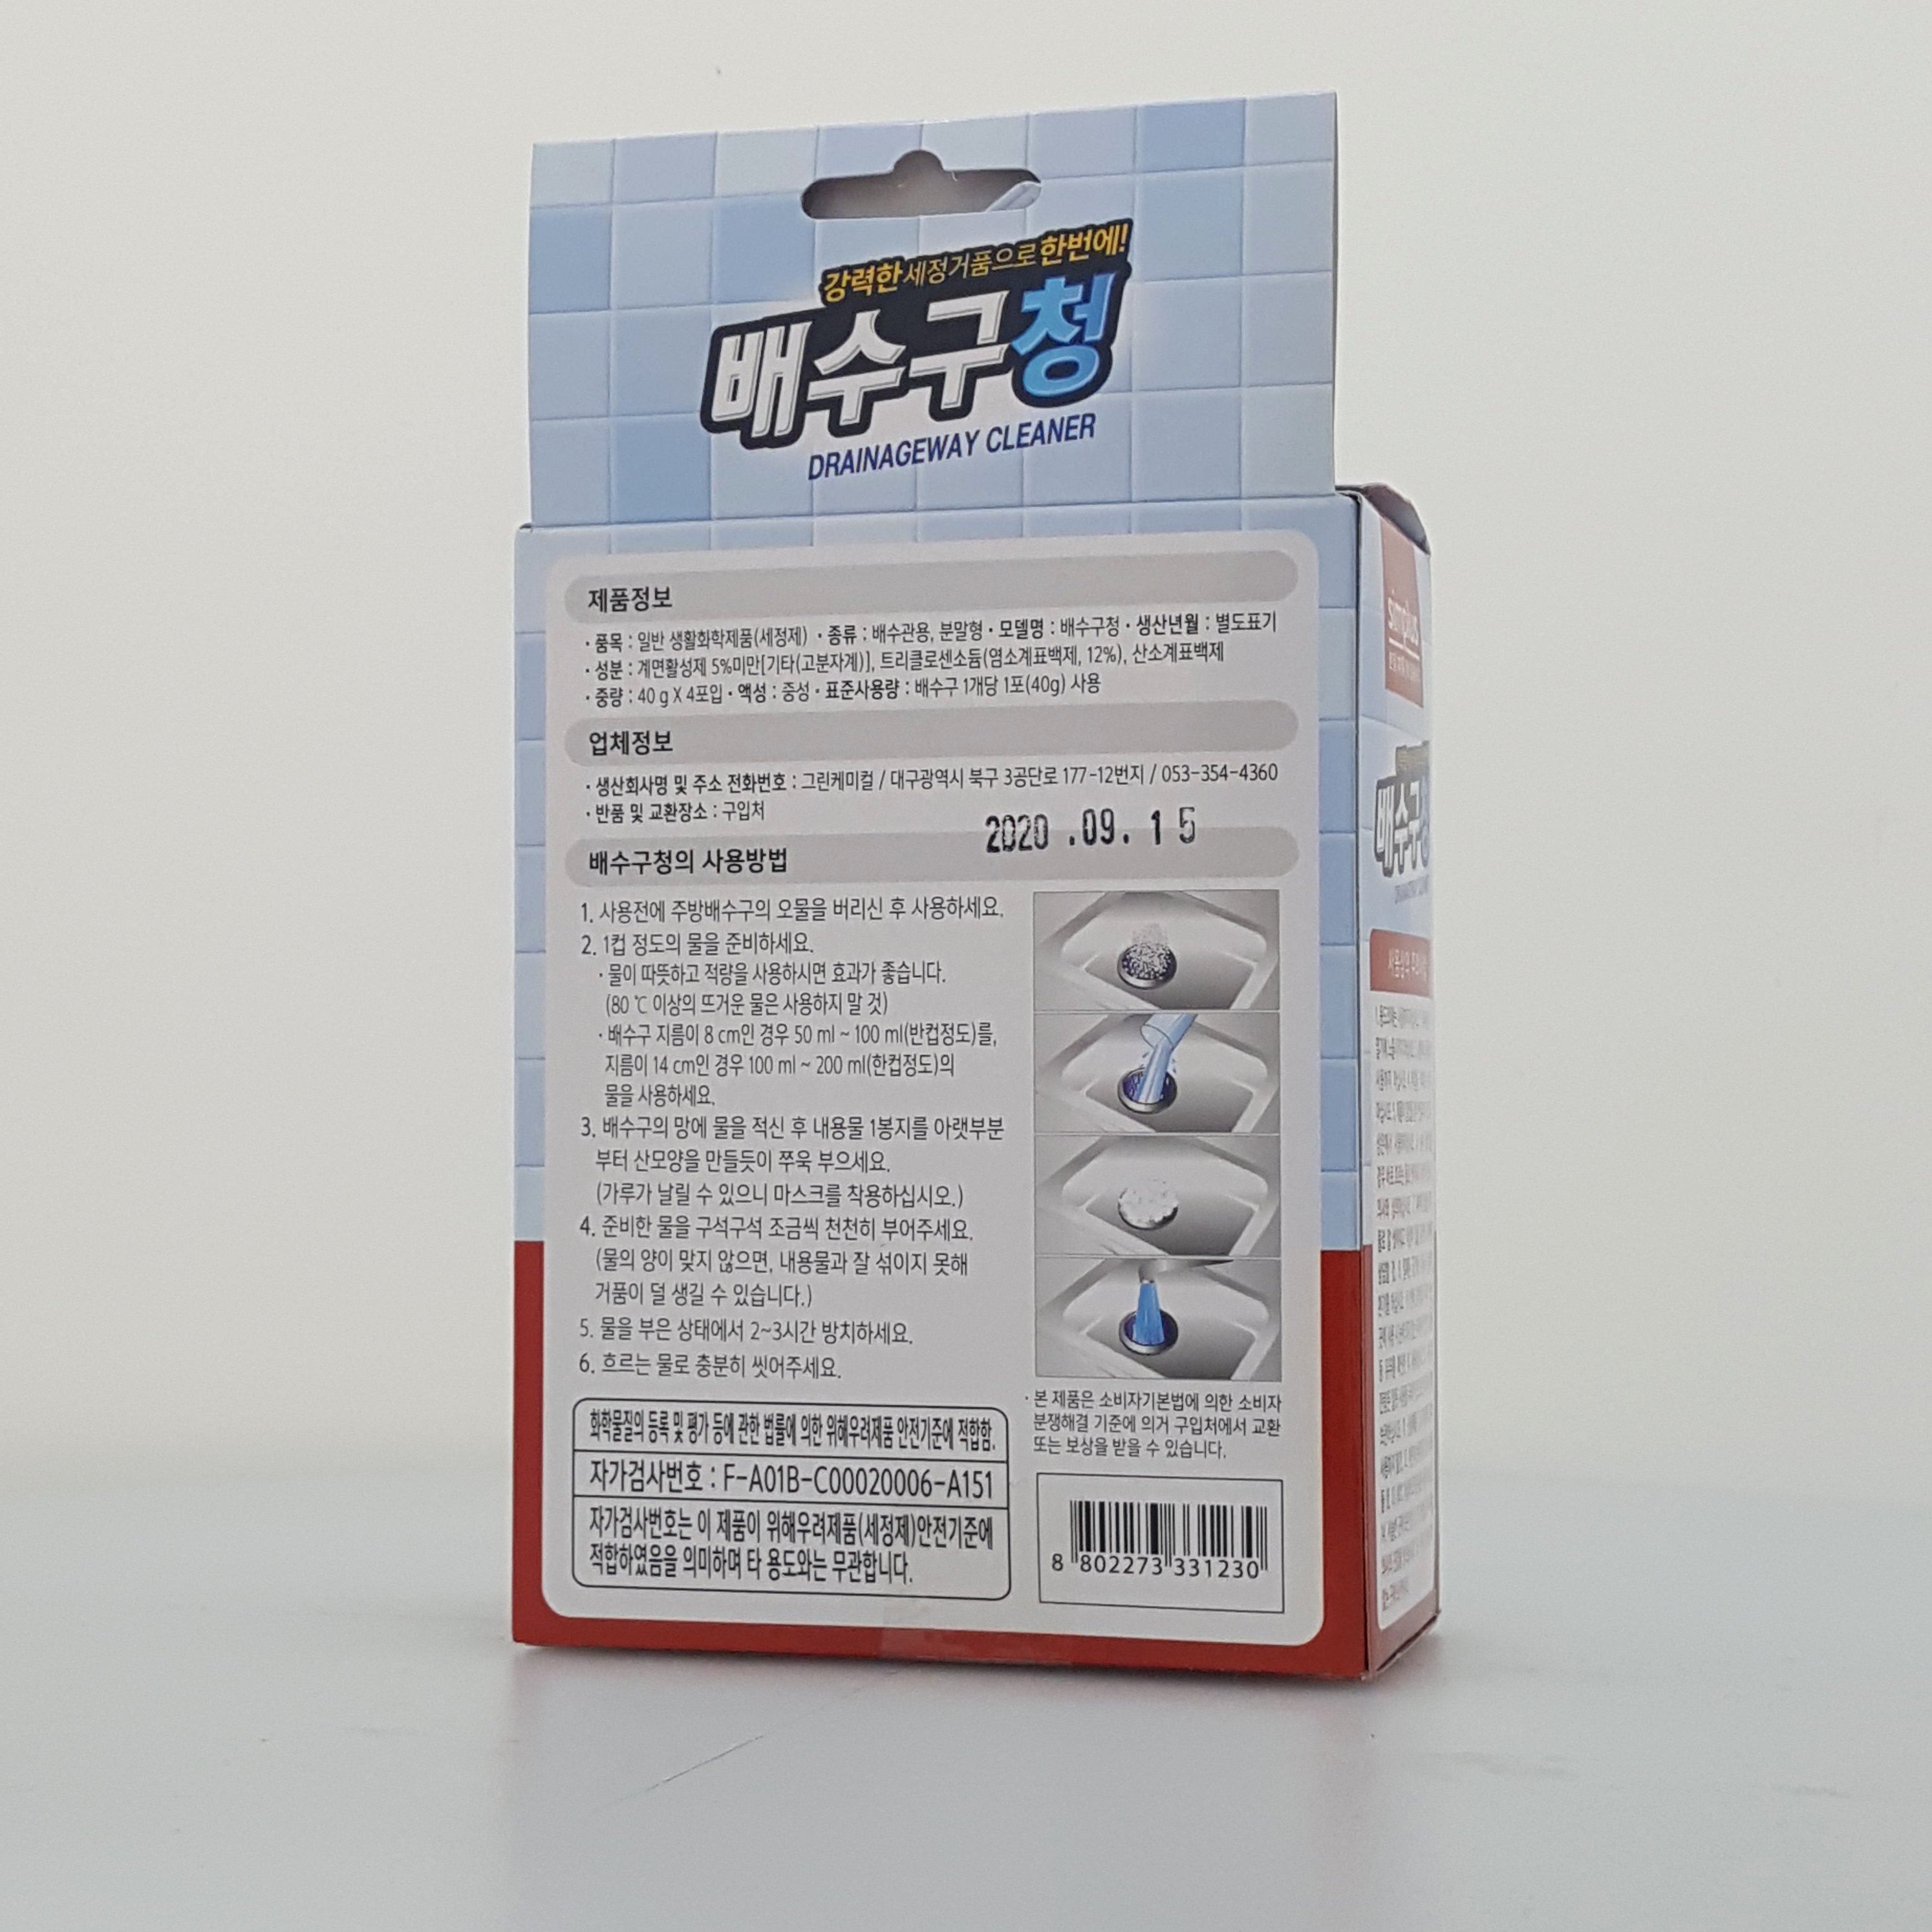 강력한 세정거품으로 한번에!
배수구청
DRAINAGEWAY CLEANER
제품정보
· 품목 : 일반 생활화학제품(세정제) · 종류 : 배수관용, 분말형 · 모델명 : 배수구청 · 생산년월 : 별도표기
· 성분 : 계면활성제 5%미만[기타(고분자계)], 트리클로센소듐(염소계표백제, 12%), 산소계표백제
· 중량 : 40 g X 4포입 · 액성 : 중성 · 표준사용량 : 배수구 1개당 1포(40g) 사용
업체정보
· 생산회사명 및 주소 전화번호 : 그린케미컬 / 대구광역시 북구 3공단로 177-12번지 / 053-354-4360
· 반품 및 교환장소 : 구입처
2020 .09. 15
배수구청의 사용방법
1. 사용전에 주방배수구의 오물을 버리신 후 사용하세요.
2. 1컵 정도의 물을 준비하세요.
· 물이 따뜻하고 적량을 사용하시면 효과가 좋습니다.
(80 ℃ 이상의 뜨거운 물은 사용하지 말 것)
· 배수구 지름이 8 cm인 경우 50 ml ~ 100 ml(반컵정도)를,
지름이 14 cm인 경우 100 ml ~ 200 ml(한컵정도)의
물을 사용하세요.
3. 배수구의 망에 물을 적신 후 내용물 1봉지를 아랫부분
부터 산모양을 만들듯이 쭈욱 부으세요.
(가루가 날릴 수 있으니 마스크를 착용하십시오.)
4. 준비한 물을 구석구석 조금씩 천천히 부어주세요.
(물의 양이 맞지 않으면, 내용물과 잘 섞이지 못해
거품이 덜 생길 수 있습니다.)
5. 물을 부은 상태에서 2~3시간 방치하세요.
6. 흐르는 물로 충분히 씻어주세요.
화학물질의 등록 및 평가 등에 관한 법률에 의한 위해우려제품 안전기준에 적합함.
자가검사번호 : F-A01B-C00020006-A151
자가검사번호는 이 제품이 위해우려제품(세정제)안전기준에
적합하였음을 의미하며 타 용도와는 무관합니다.
· 본 제품은 소비자기본법에 의한 소비자
분쟁해결 기준에 의거 구입처에서 교환
또는 보상을 받을 수 있습니다.
8 802273 331230
simplus
배수구청